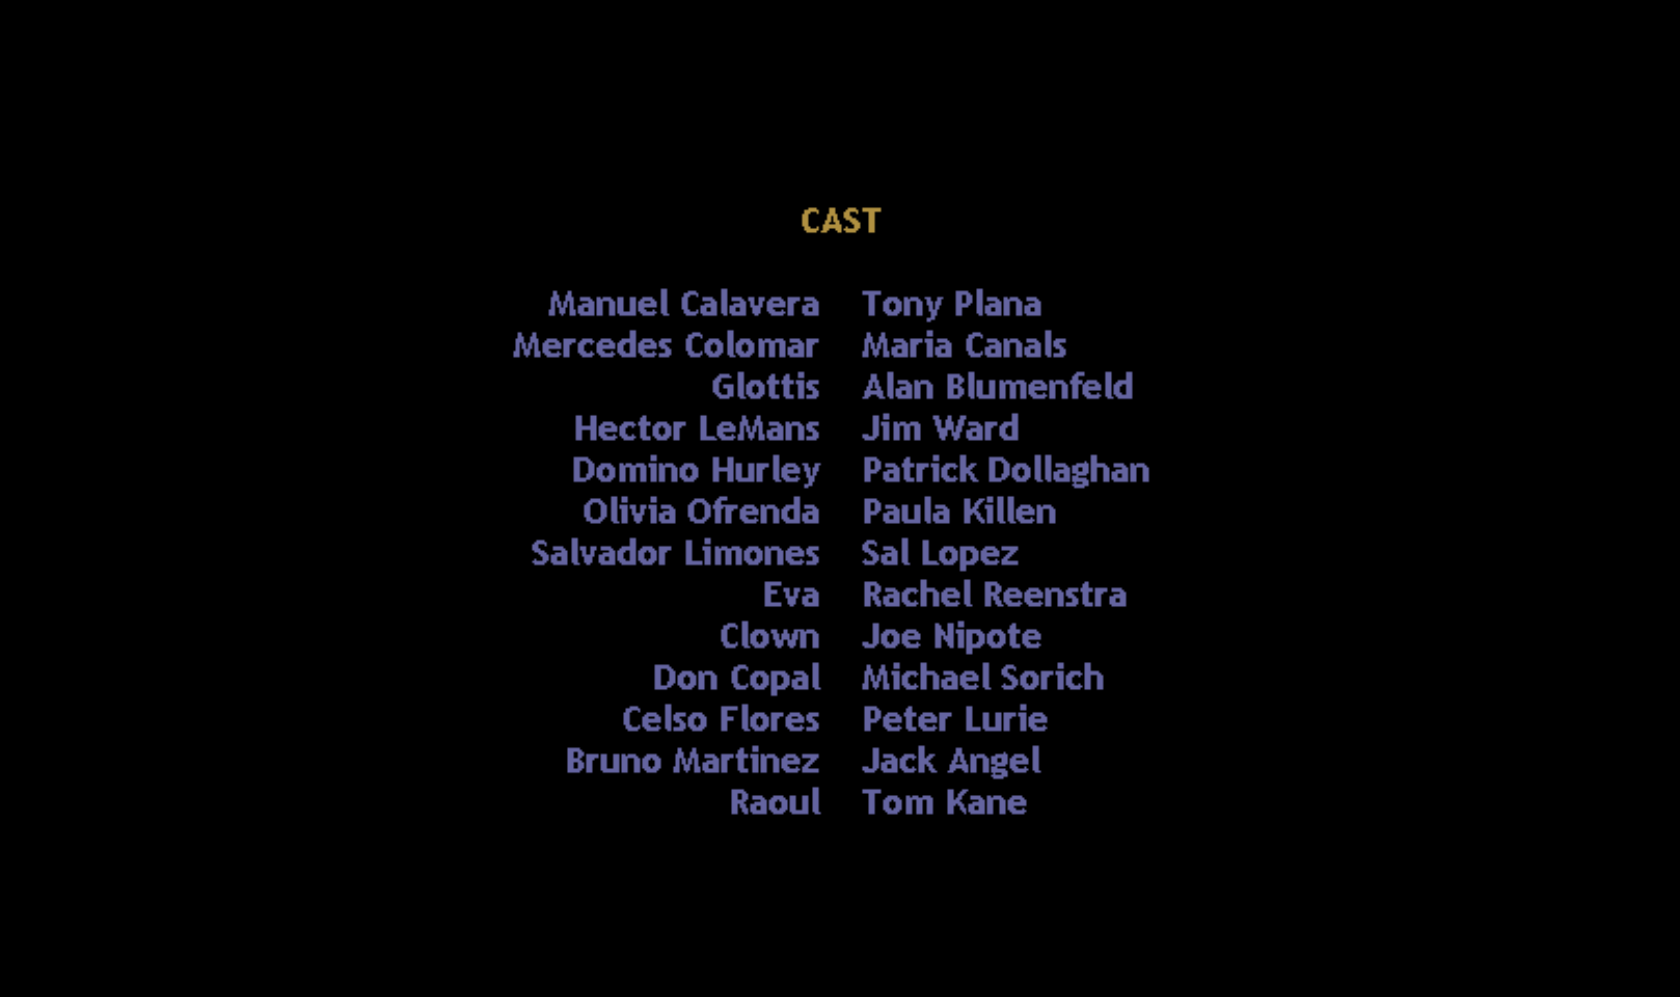 CAST
Manuel Calavera Tony Plana
Mercedes Colomar Maria Canals
Glottis Alan Blumenfeld
Hector LeMans Jim Ward
Domino Hurley Patrick Dollaghan
Olivia Ofrenda Paula Killen
Salvador Limones Sal Lopez
Eva Rachel Reenstra
Clown Joe Nipote
Don Copal Michael Sorich
Celso Flores Peter Lurie
Bruno Martinez Jack Angel
Raoul Tom Kane